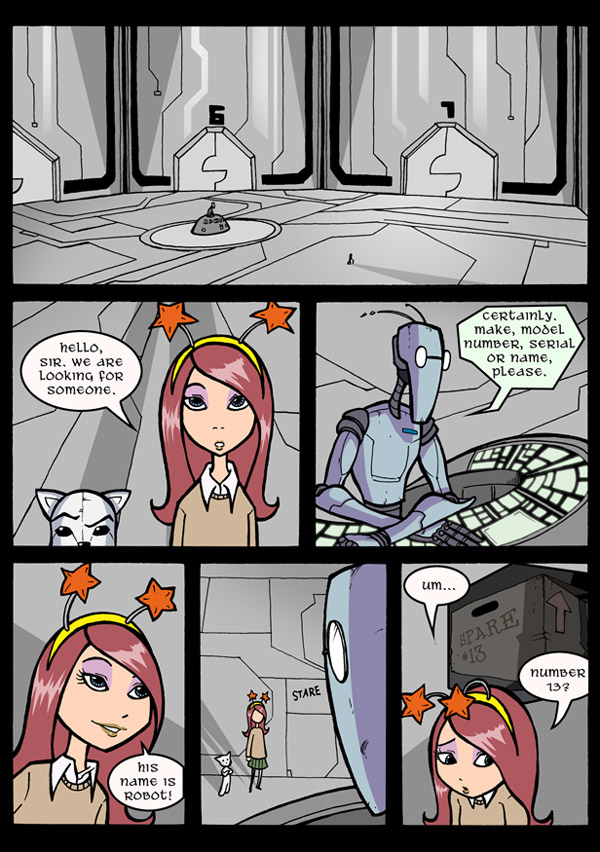 6
7
hello,
sir. we are
looking for
someone.
certainly.
make, model
number, serial
or name,
please.
his
name is
robot!
STARE
um...
SPARE
#13
number
13?